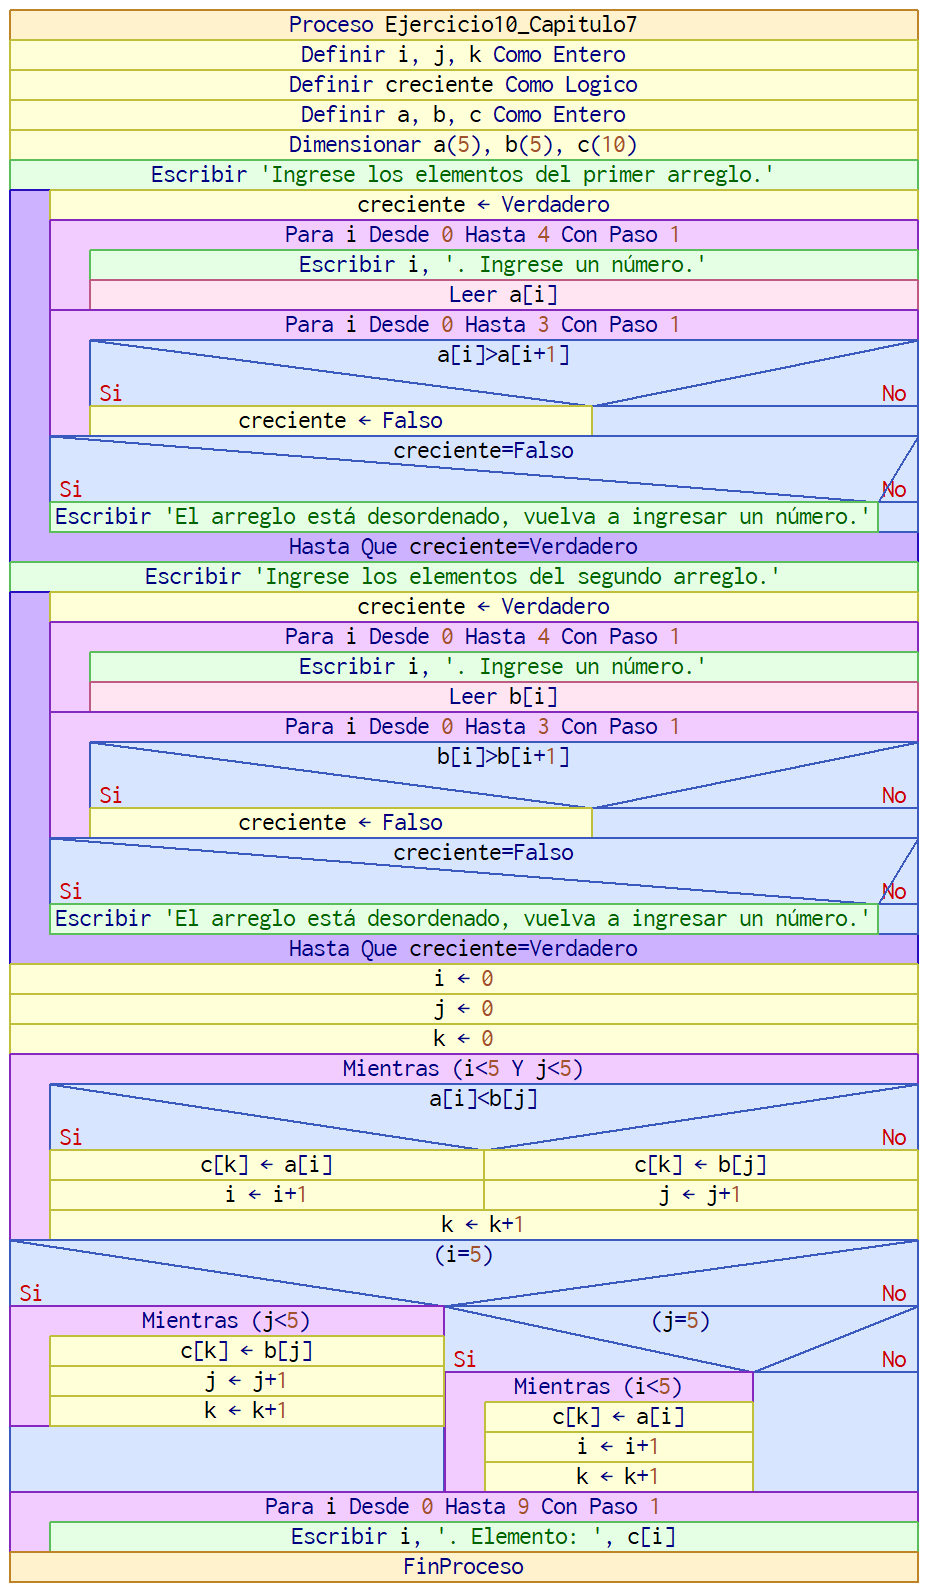 Proceso Ejercicio10_Capitulo7
Definir i, j, k Como Entero
Definir creciente Como Logico
Definir a, b, c Como Entero
Dimensionar a(5), b(5), c(10)
Escribir 'Ingrese los elementos del primer arreglo.'
creciente ← Verdadero
Para i Desde 0 Hasta 4 Con Paso 1
Escribir i, '. Ingrese un número.'
Leer a[i]
Para i Desde 0 Hasta 3 Con Paso 1
a[i]>a[i+1]
Si No
creciente ← Falso
creciente=Falso
Si No
Escribir 'El arreglo está desordenado, vuelva a ingresar un número.'
Hasta Que creciente=Verdadero
Escribir 'Ingrese los elementos del segundo arreglo.'
creciente ← Verdadero
Para i Desde 0 Hasta 4 Con Paso 1
Escribir i, '. Ingrese un número.'
Leer b[i]
Para i Desde 0 Hasta 3 Con Paso 1
b[i]>b[i+1]
Si No
creciente ← Falso
creciente=Falso
Si No
Escribir 'El arreglo está desordenado, vuelva a ingresar un número.'
Hasta Que creciente=Verdadero
i ← 0
j ← 0
k ← 0
Mientras (i<5 Y j<5)
a[i]<b[j]
Si No
c[k] ← a[i] c[k] ← b[j]
i ← i+1 j ← j+1
k ← k+1
(i=5)
Si No
Mientras (j<5) (j=5)
c[k] ← b[j] Si No
j ← j+1 Mientras (i<5)
k ← k+1 c[k] ← a[i]
i ← i+1
k ← k+1
Para i Desde 0 Hasta 9 Con Paso 1
Escribir i, '. Elemento: ', c[i]
FinProceso